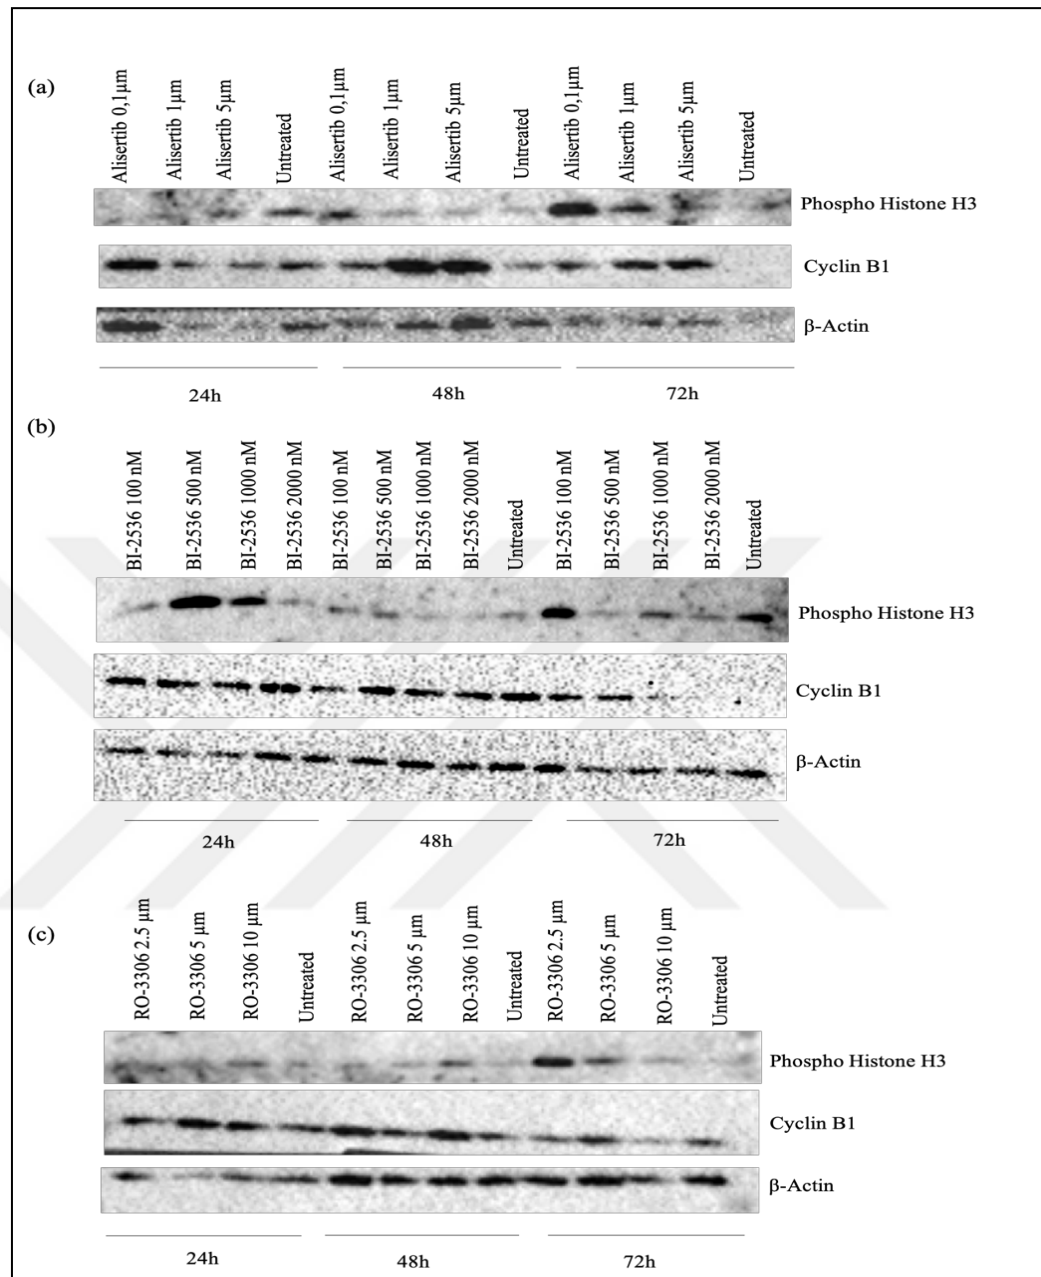 (a)
Alisertib 0,1µm
Alisertib 1µm
Alisertib 5µm
Untreated
Alisertib 0,1µm
Alisertib 1µm
Alisertib 5µm
Untreated
Alisertib 0,1µm
Alisertib 1µm
Alisertib 5µm
Untreated
Phospho Histone H3
Cyclin B1
β-Actin
24h
48h
72h
(b)
BI-2536 100 nM
BI-2536 500 nM
BI-2536 1000 nM
BI-2536 2000 nM
BI-2536 100 nM
BI-2536 500 nM
BI-2536 1000 nM
BI-2536 2000 nM
Untreated
BI-2536 100 nM
BI-2536 500 nM
BI-2536 1000 nM
BI-2536 2000 nM
Untreated
Phospho Histone H3
Cyclin B1
β-Actin
24h
48h
72h
(c)
RO-3306 2.5 µm
RO-3306 5 µm
RO-3306 10 µm
Untreated
RO-3306 2.5 µm
RO-3306 5 µm
RO-3306 10 µm
Untreated
RO-3306 2.5 µm
RO-3306 5 µm
RO-3306 10 µm
Untreated
Phospho Histone H3
Cyclin B1
β-Actin
24h
48h
72h